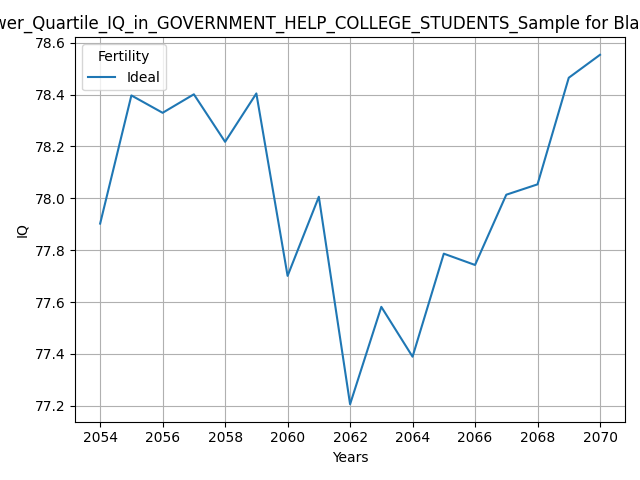 wer_Quartile_IQ_in_GOVERNMENT_HELP_COLLEGE_STUDENTS_Sample for Bla
78.6
Fertility
Ideal
78.4
78.2
78.0
IQ
77.8
77.6
77.4
77.2
2054 2056 2058 2060 2062 2064 2066 2068 2070
Years